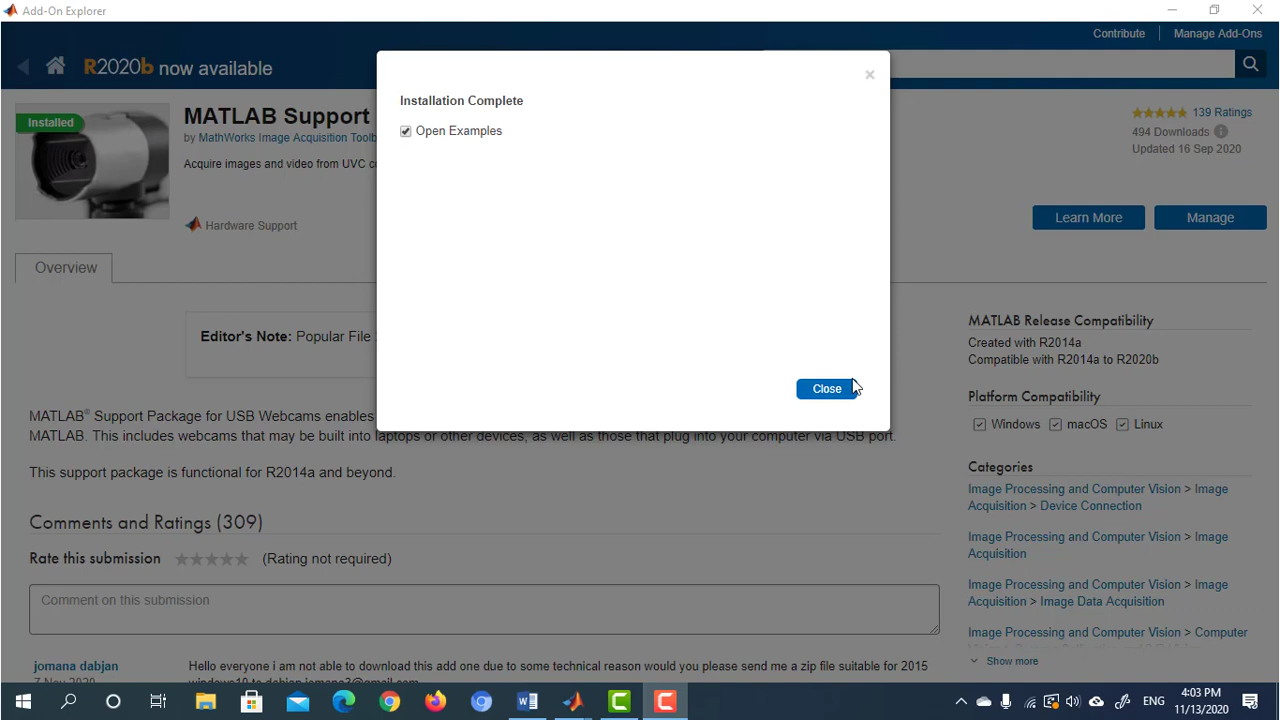 Add-On Explorer
Contribute
Manage Add-Ons
R2020b now available
Installation Complete
Open Examples
Close
Installed
MATLAB Support
by MathWorks Image Acquisition Toolb
Acquire images and video from UVC c
Hardware Support
139 Ratings
494 Downloads
Updated 16 Sep 2020
Learn More
Manage
Overview
Editor's Note: Popular File
MATLAB® Support Package for USB Webcams enables
MATLAB. This includes webcams that may be built into laptops or other devices, as well as those that plug into your computer via USB port.
This support package is functional for R2014a and beyond.
Comments and Ratings (309)
Rate this submission (Rating not required)
Comment on this submission
jomana dabjan
7 Nov 2020
Hello everyone i am not able to download this add one due to some technical reason would you please send me a zip file suitable for 2015
MATLAB Release Compatibility
Created with R2014a
Compatible with R2014a to R2020b
Platform Compatibility
Windows macOS Linux
Categories
Image Processing and Computer Vision > Image
Acquisition > Device Connection
Image Processing and Computer Vision > Image
Acquisition
Image Processing and Computer Vision > Image
Acquisition > Image Data Acquisition
Image Processing and Computer Vision > Computer
Show more
ENG
4:03 PM
11/13/2020